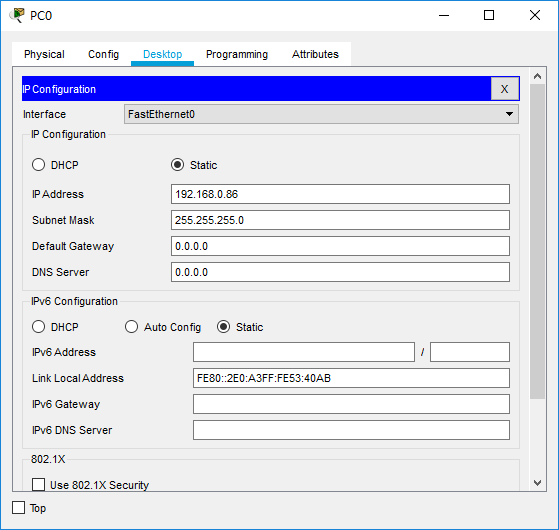 PC0
Physical Config Desktop Programming Attributes
IP Configuration X
Interface FastEthernet0
IP Configuration
DHCP Static
IP Address 192.168.0.86
Subnet Mask 255.255.255.0
Default Gateway 0.0.0.0
DNS Server 0.0.0.0
IPv6 Configuration
DHCP Auto Config Static
IPv6 Address /
Link Local Address FE80::2E0:A3FF:FE53:40AB
IPv6 Gateway
IPv6 DNS Server
802.1X
Use 802.1X Security
Top